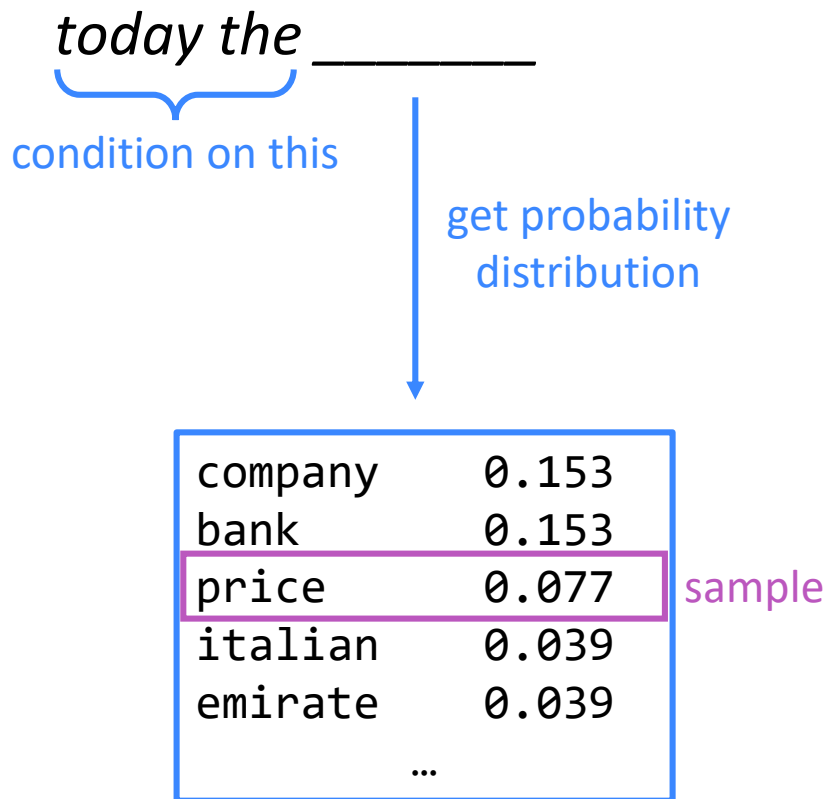 today the _______
condition on this
get probability
distribution
company 0.153
bank 0.153
price 0.077 sample
italian 0.039
emirate 0.039
…